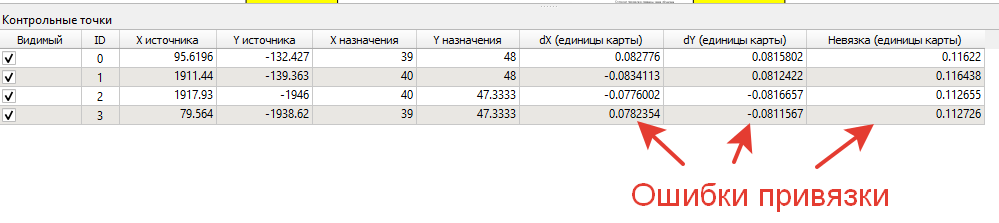 Контрольные точки
Видимый ID X источника Y источника X назначения Y назначения dX (единицы карты) dY (единицы карты) Невязка (единицы карты)
0 95.6196 -132.427 39 48 0.082776 0.0815802 0.11622
1 1911.44 -139.363 40 48 -0.0834113 0.0812422 0.116438
2 1917.93 -1946 40 47.3333 -0.0776002 -0.0816657 0.112655
3 79.564 -1938.62 39 47.3333 0.0782354 -0.0811567 0.112726
Ошибки привязки